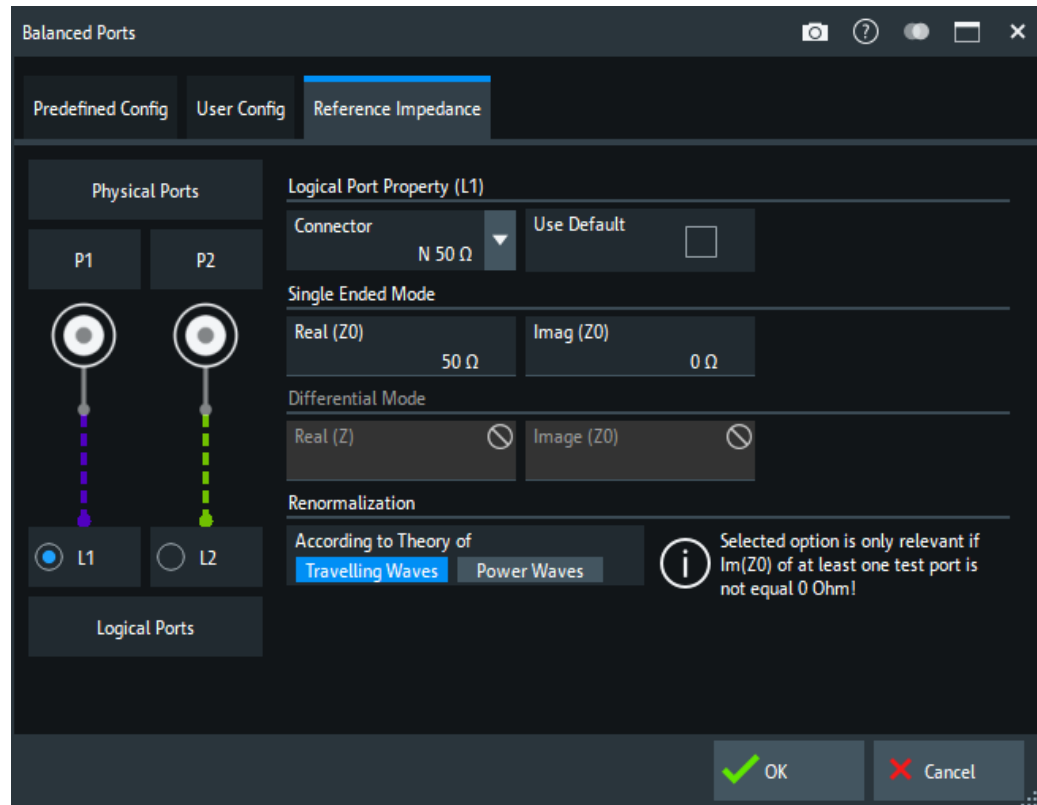 Balanced Ports
Predefined Config User Config Reference Impedance
Physical Ports
P1 P2
L1 L2
Logical Ports
Logical Port Property (L1)
Connector
N 50 Ω
Use Default
Single Ended Mode
Real (Z0)
50 Ω
Imag (Z0)
0 Ω
Differential Mode
Real (Z)
Image (Z0)
Renormalization
According to Theory of
Travelling Waves Power Waves
Selected option is only relevant if
Im(Z0) of at least one test port is
not equal 0 Ohm!
OK Cancel